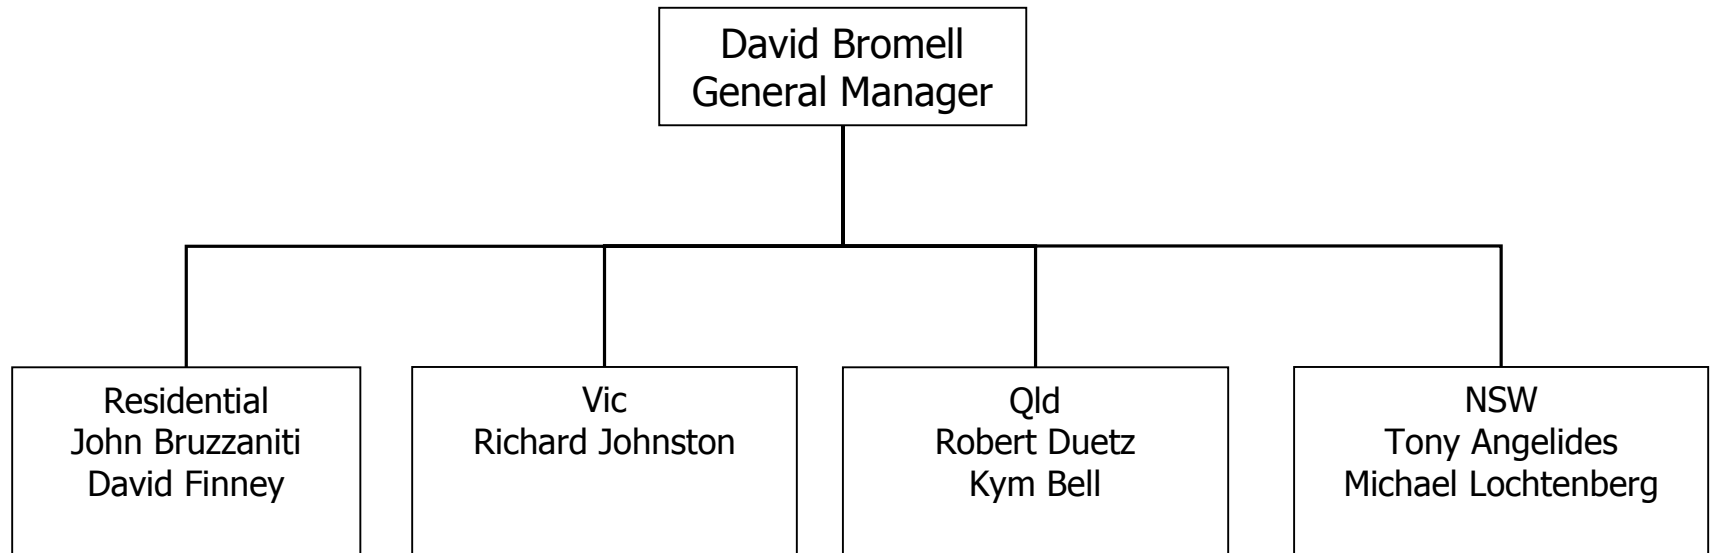 David Bromell
General Manager
Residential
John Bruzzaniti
David Finney
Vic
Richard Johnston
Qld
Robert Duetz
Kym Bell
NSW
Tony Angelides
Michael Lochtenberg